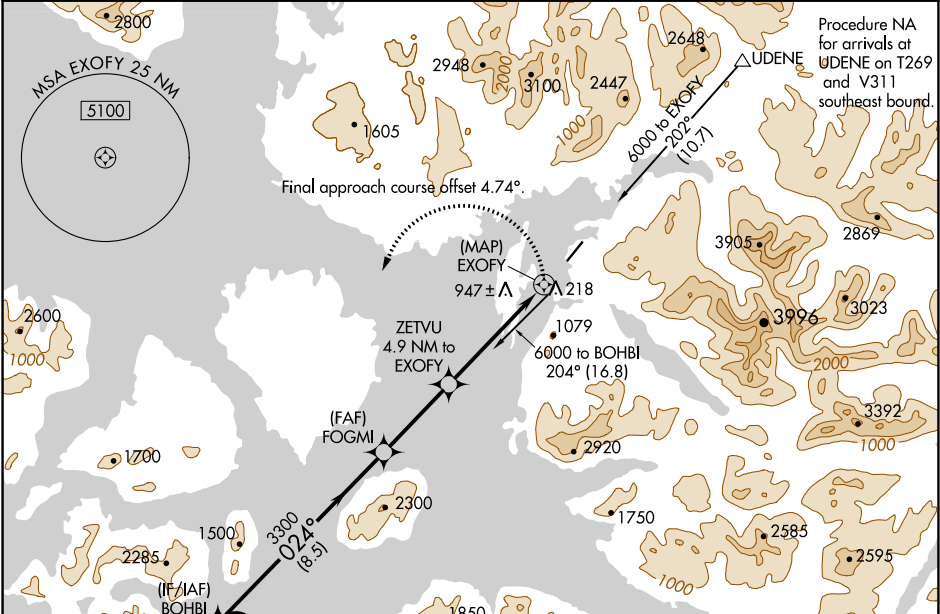 2800
MSA EXOFY 25 NM
5100
1605
2948
2000
3100
2447
1000
2648
UDENE
Procedure NA
for arrivals at
UDENE on T269
and V311
southeast bound.
6000 to EXOFY
202°
(10.7)
Final approach course offset 4.74°.
(MAP)
EXOFY
947 ±
218
3905
2869
3023
3996
2000
1079
6000 to BOHBI
204° (16.8)
ZETVU
4.9 NM to
EXOFY
2600
1000
(FAF)
FOGMI
3392
1000
2920
1700
2300
1750
1500
3300
024°
(8.5)
2285
2585
2595
1000
(IF/IAF)
BOHBI
1850